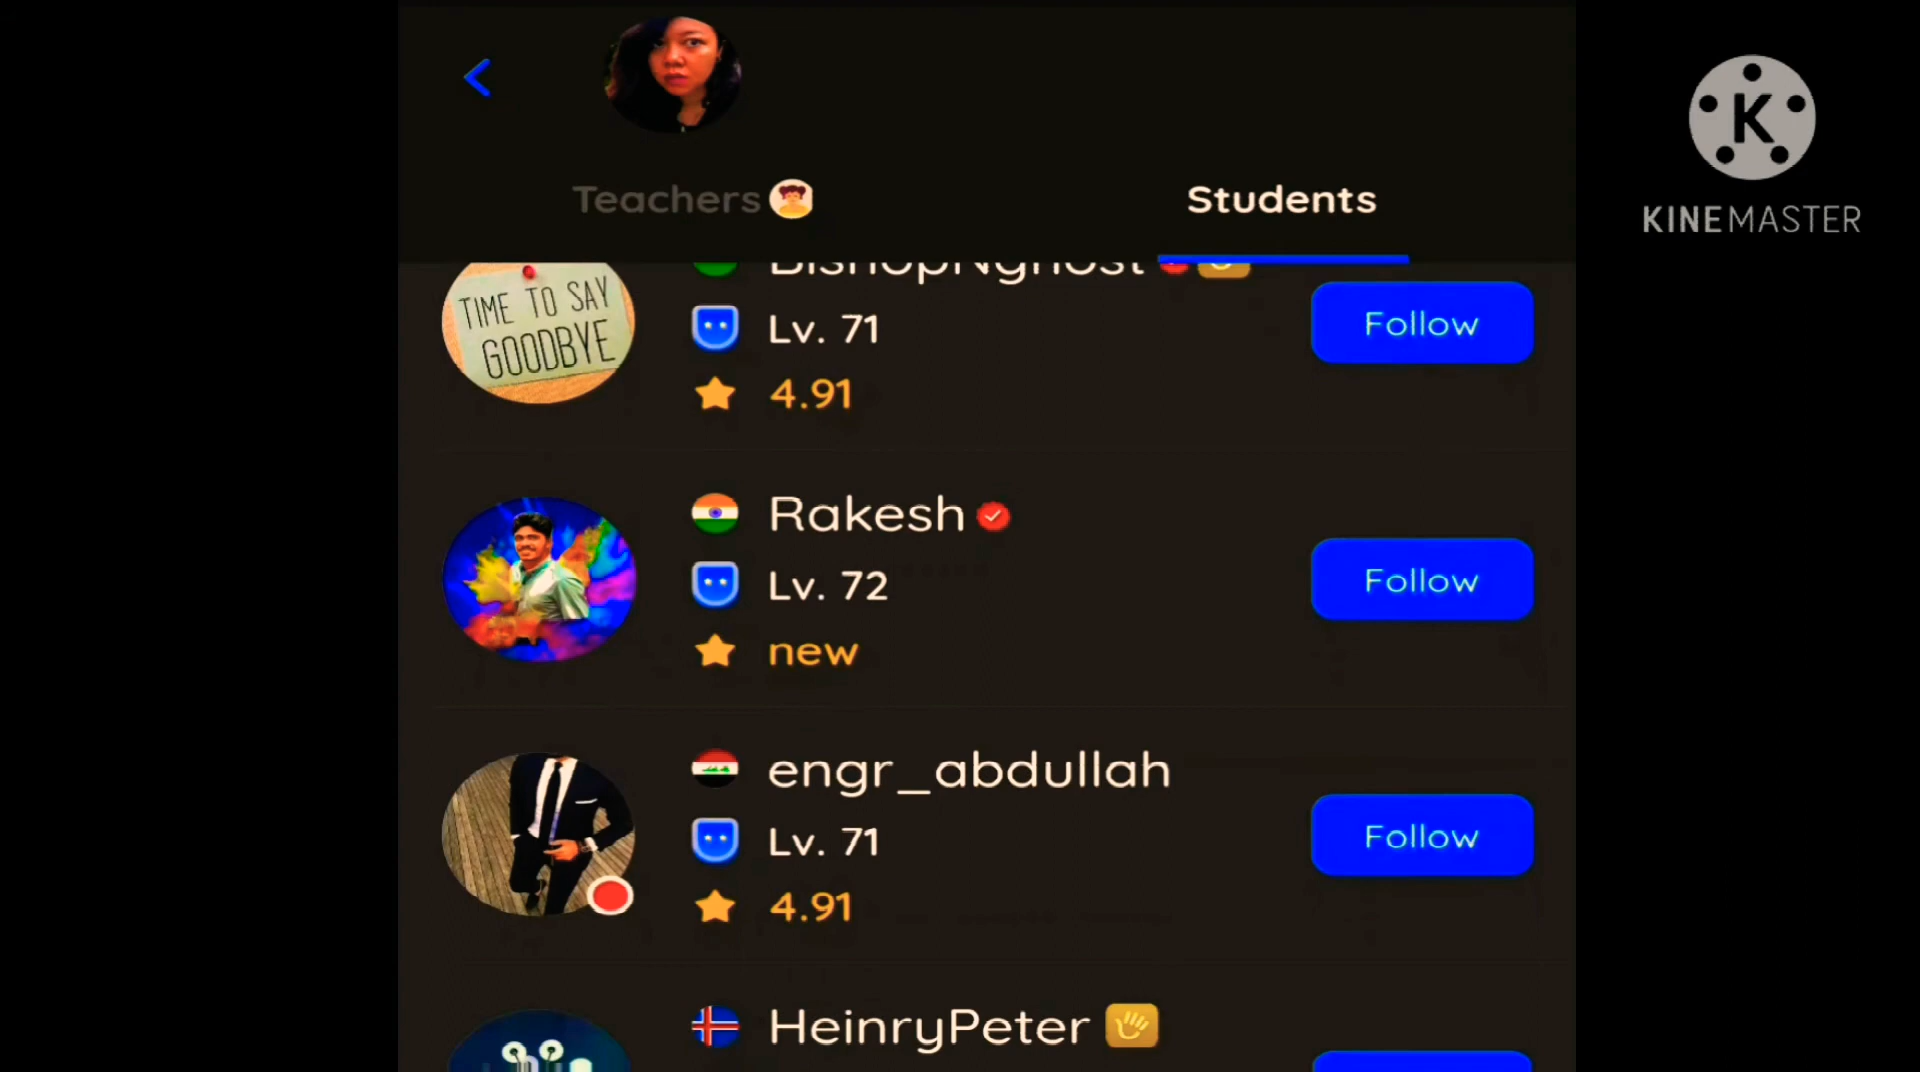 Teachers
Students
KINEMASTER
TIME TO SAY
GOODBYE
BishopNghost
Lv. 71
4.91
Follow
Rakesh
Lv. 72
new
Follow
engr_abdullah
Lv. 71
4.91
Follow
HeinryPeter